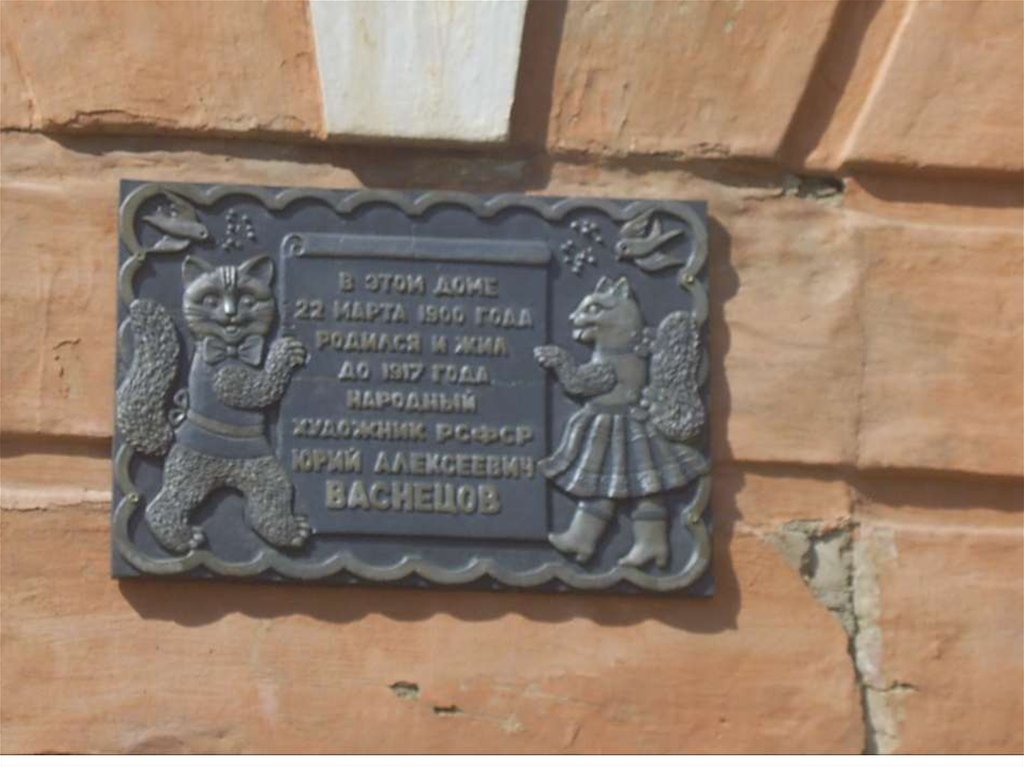 В ЭТОМ ДОМЕ
22 МАРТА 1900 ГОДА
РОДИЛСЯ И ЖИЛ
ДО 1917 ГОДА
НАРОДНЫЙ
ХУДОЖНИК РСФСР
ЮРИЙ АЛЕКСЕЕВИЧ
ВАСНЕЦОВ